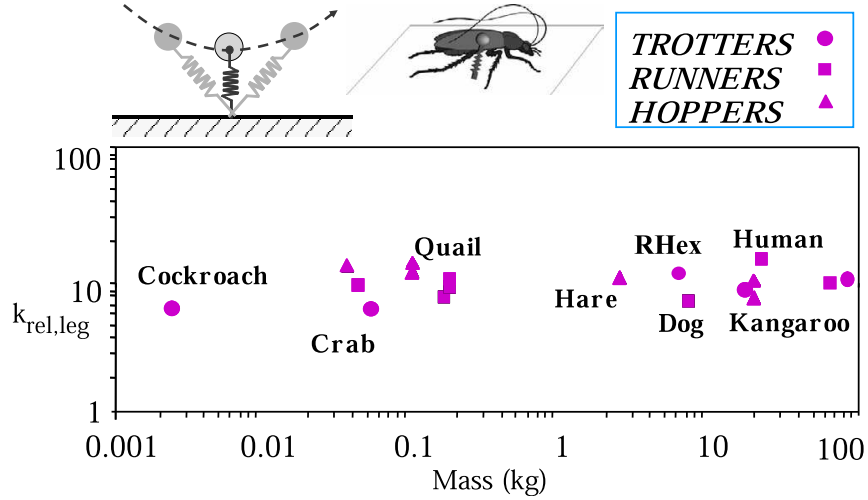 TROTTERS
RUNNERS
HOPPERS
100
10
1
k_rel,leg
Cockroach
Crab
Quail
Hare
RHex
Dog
Human
Kangaroo
0.001 0.01 0.1 1 10 100
Mass (kg)